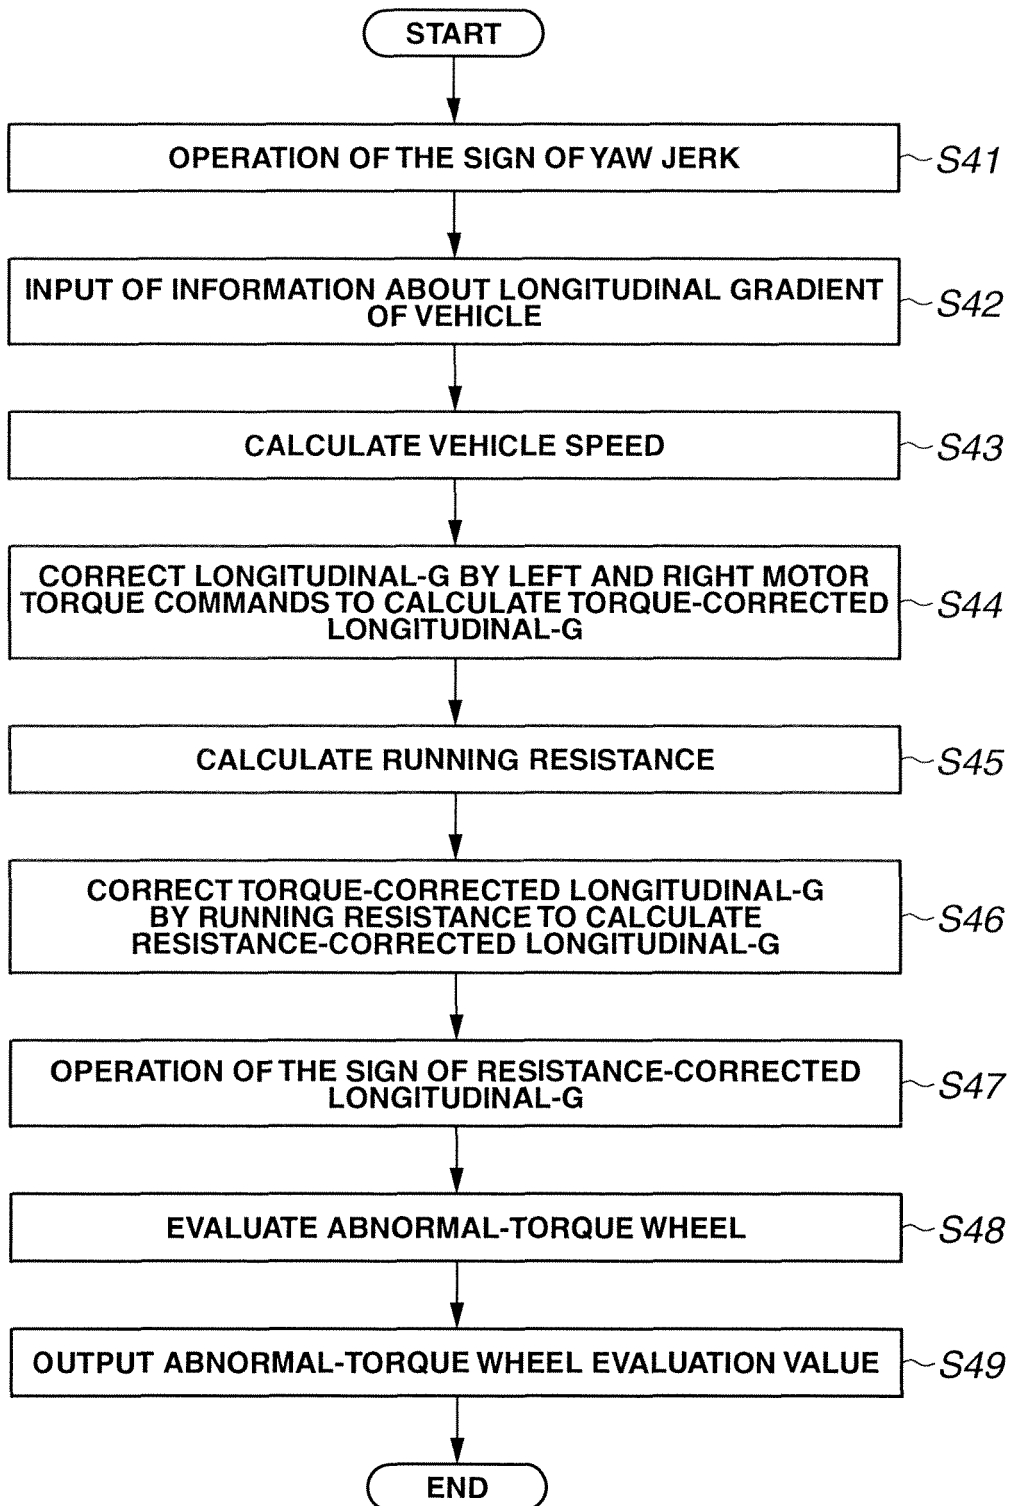 START
OPERATION OF THE SIGN OF YAW JERK
S41
INPUT OF INFORMATION ABOUT LONGITUDINAL GRADIENT
OF VEHICLE
S42
CALCULATE VEHICLE SPEED
S43
CORRECT LONGITUDINAL-G BY LEFT AND RIGHT MOTOR
TORQUE COMMANDS TO CALCULATE TORQUE-CORRECTED
LONGITUDINAL-G
S44
CALCULATE RUNNING RESISTANCE
S45
CORRECT TORQUE-CORRECTED LONGITUDINAL-G
BY RUNNING RESISTANCE TO CALCULATE
RESISTANCE-CORRECTED LONGITUDINAL-G
S46
OPERATION OF THE SIGN OF RESISTANCE-CORRECTED
LONGITUDINAL-G
S47
EVALUATE ABNORMAL-TORQUE WHEEL
S48
OUTPUT ABNORMAL-TORQUE WHEEL EVALUATION VALUE
S49
END